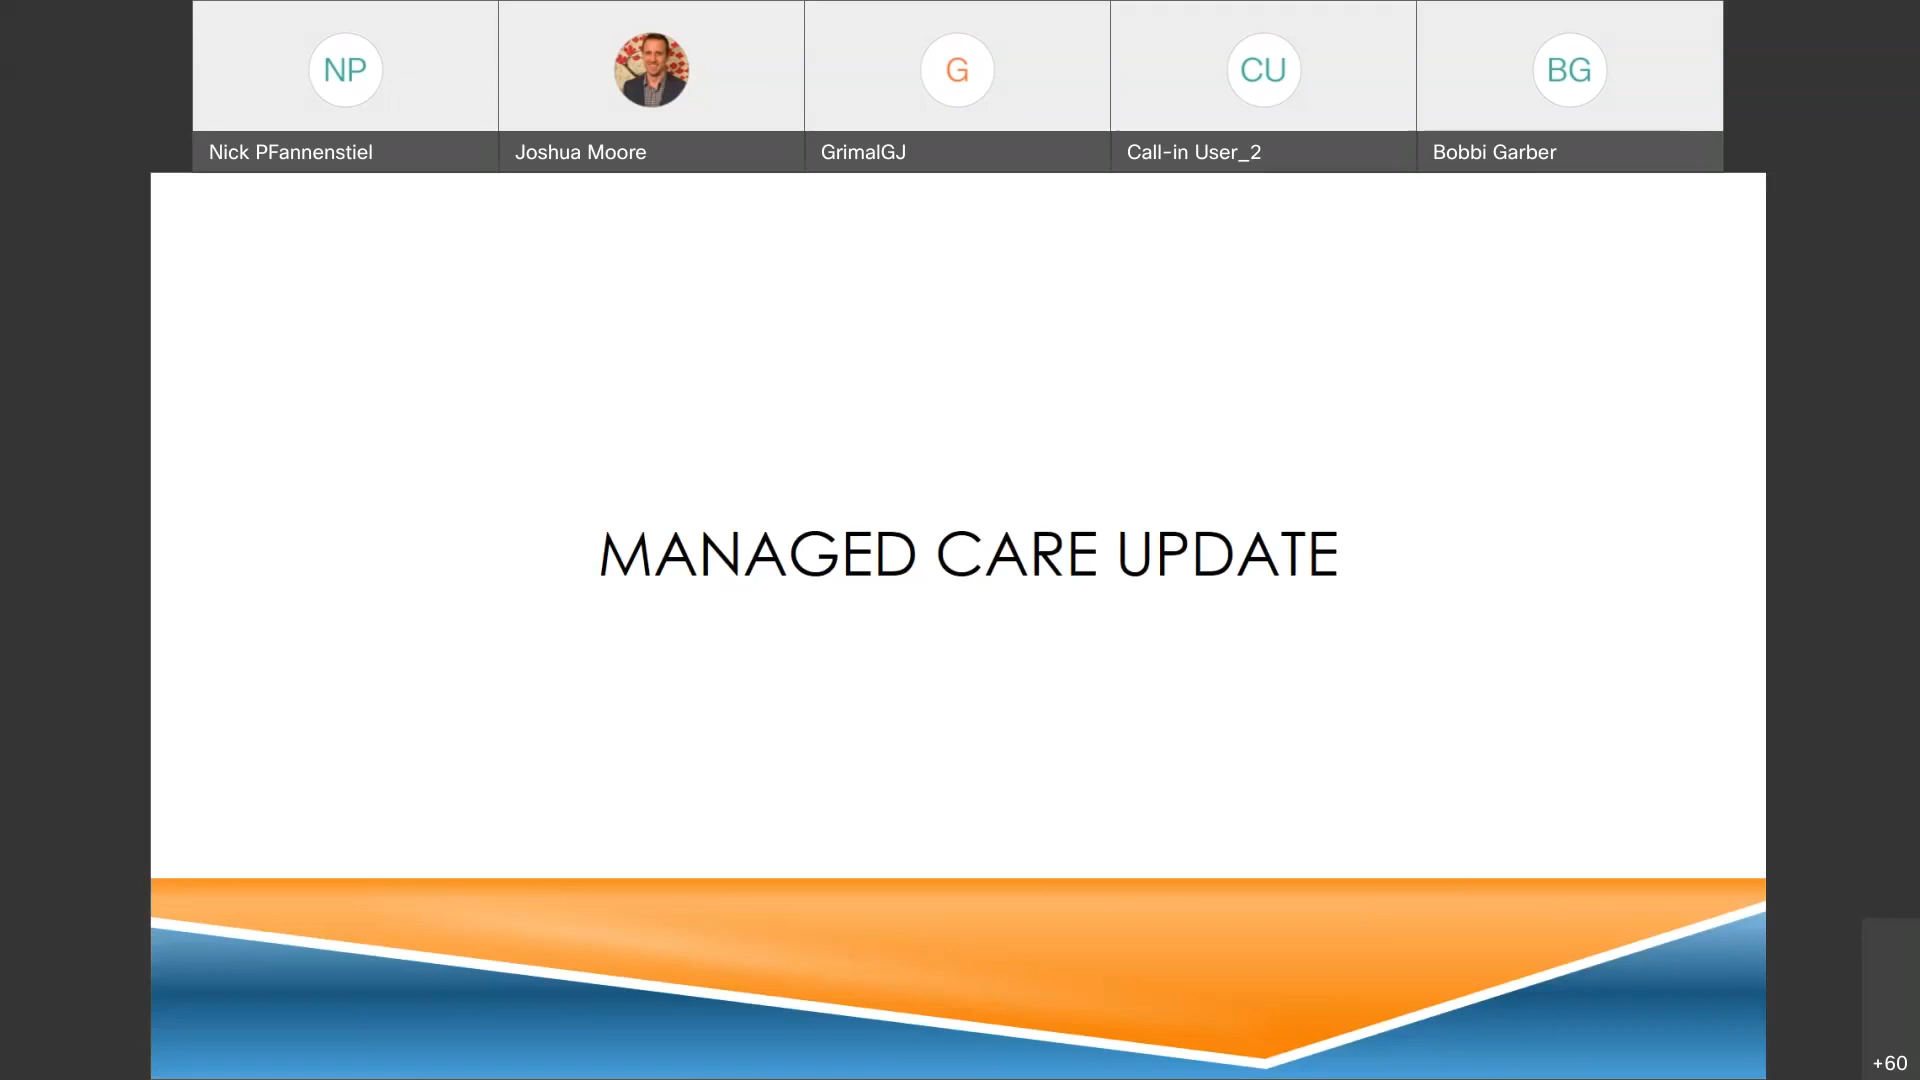 NP
G
CU
BG
Nick PFannenstiel
Joshua Moore
GrimalGJ
Call-in User_2
Bobbi Garber
MANAGED CARE UPDATE
+60